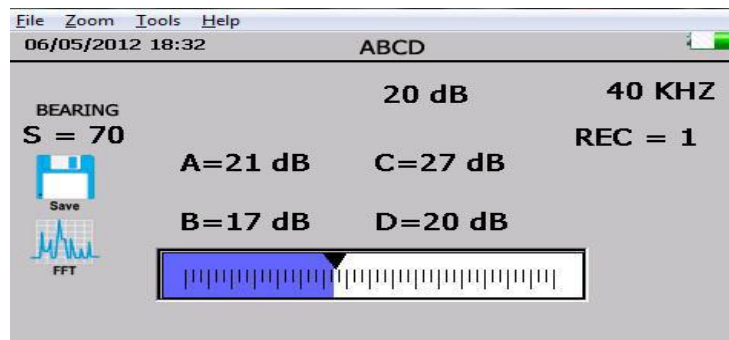 File Zoom Tools Help
06/05/2012 18:32 ABCD
20 dB 40 KHZ
BEARING
S = 70 REC = 1
A=21 dB C=27 dB
Save
B=17 dB D=20 dB
FFT